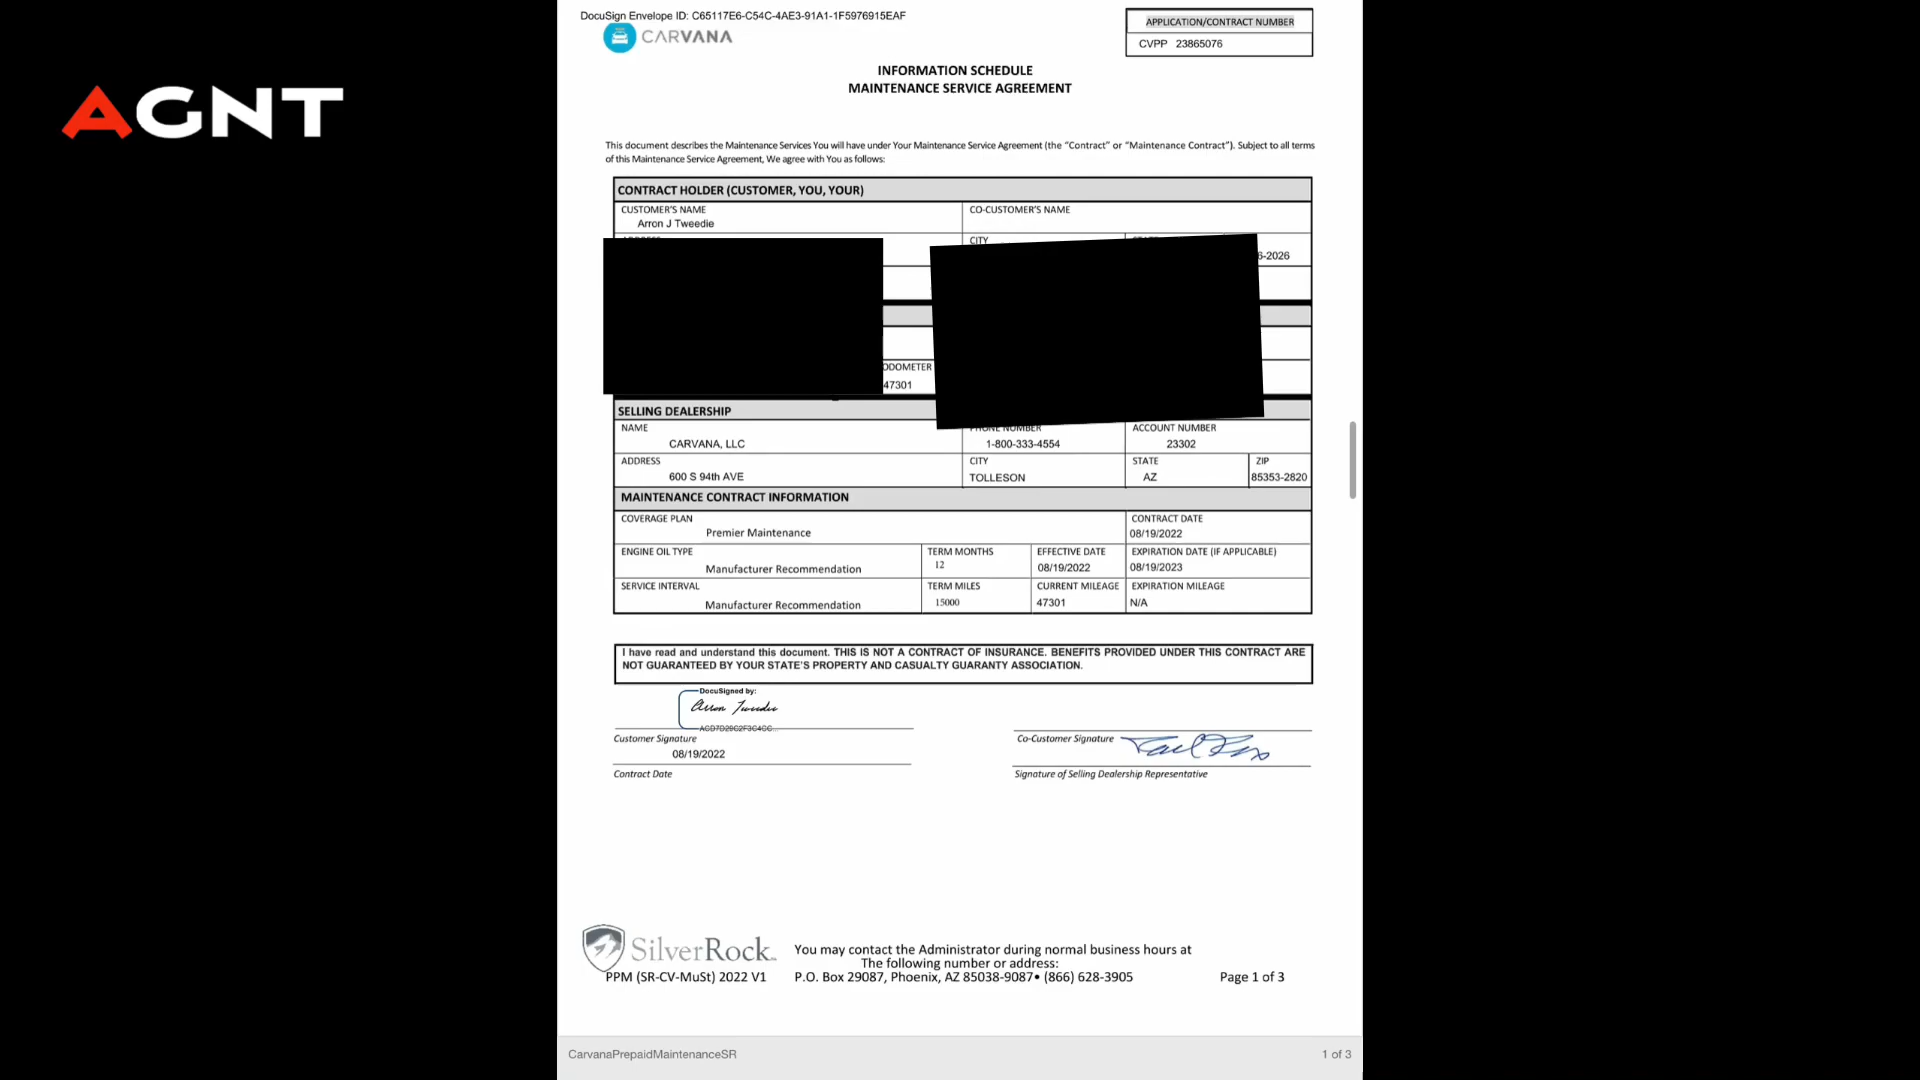 DocuSign Envelope ID: C65117E6-C54C-4AE3-91A1-1F5976915EAF
CARVANA
APPLICATION/CONTRACT NUMBER
CVPP 23865076
AGNT
INFORMATION SCHEDULE
MAINTENANCE SERVICE AGREEMENT
This document describes the Maintenance Services You will have under Your Maintenance Service Agreement (the “Contract” or “Maintenance Contract”). Subject to all terms
of this Maintenance Service Agreement, We agree with You as follows:
CONTRACT HOLDER (CUSTOMER, YOU, YOUR)
CUSTOMER'S NAME CO-CUSTOMER'S NAME
Arron J Tweedie
CITY
6-2026
ODOMETER
47301
SELLING DEALERSHIP
NAME PHONE NUMBER ACCOUNT NUMBER
CARVANA, LLC 1-800-333-4554 23302
ADDRESS CITY STATE ZIP
600 S 94th AVE TOLLESON AZ 85353-2820
MAINTENANCE CONTRACT INFORMATION
COVERAGE PLAN CONTRACT DATE
Premier Maintenance 08/19/2022
ENGINE OIL TYPE TERM MONTHS EFFECTIVE DATE EXPIRATION DATE (IF APPLICABLE)
Manufacturer Recommendation 12 08/19/2022 08/19/2023
SERVICE INTERVAL TERM MILES CURRENT MILEAGE EXPIRATION MILEAGE
Manufacturer Recommendation 15000 47301 N/A
I have read and understand this document. THIS IS NOT A CONTRACT OF INSURANCE. BENEFITS PROVIDED UNDER THIS CONTRACT ARE
NOT GUARANTEED BY YOUR STATE'S PROPERTY AND CASUALTY GUARANTY ASSOCIATION.
DocuSigned by:
Arron Tweedie
Customer Signature Co-Customer Signature
08/19/2022
Contract Date Signature of Selling Dealership Representative
SilverRock
You may contact the Administrator during normal business hours at
The following number or address:
PPM (SR-CV-MuSt) 2022 V1 P.O. Box 29087, Phoenix, AZ 85038-9087• (866) 628-3905 Page 1 of 3
CarvanaPrepaidMaintenanceSR 1 of 3